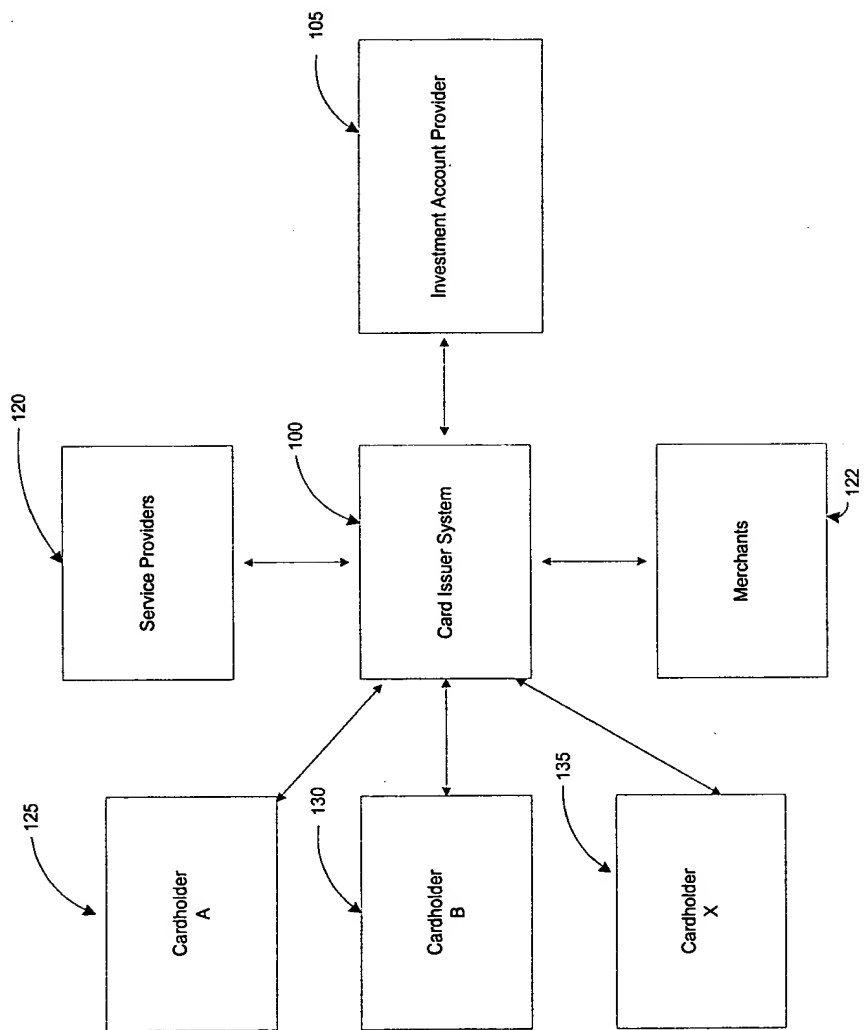 120
Service Providers
125
Cardholder
A
100
Card Issuer System
105
Investment Account Provider
130
Cardholder
B
135
Cardholder
X
Merchants
122